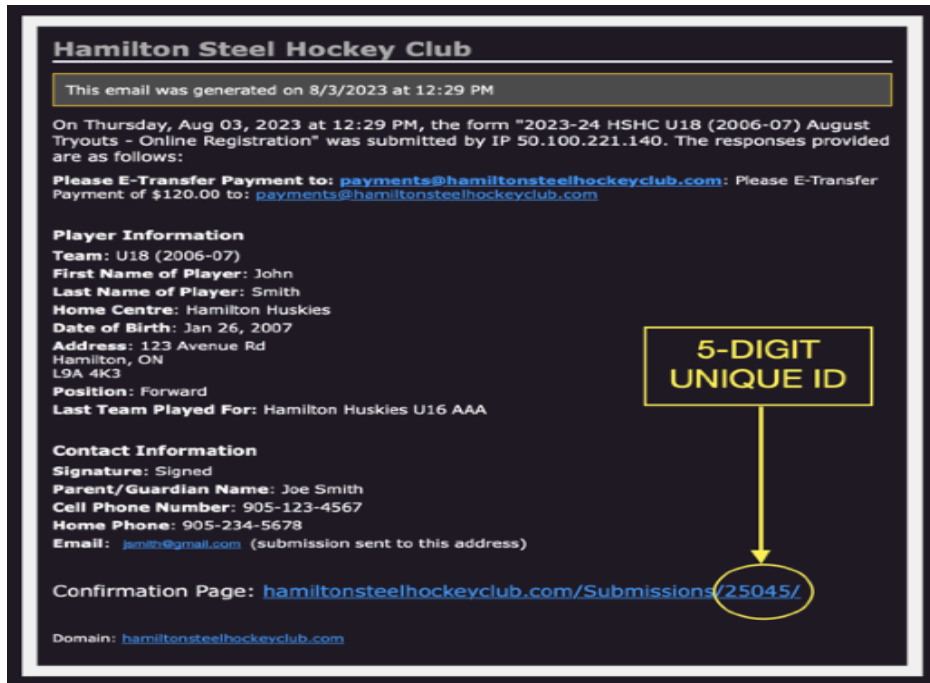 Hamilton Steel Hockey Club
This email was generated on 8/3/2023 at 12:29 PM
On Thursday, Aug 03, 2023 at 12:29 PM, the form "2023-24 HSHC U18 (2006-07) August
Tryouts - Online Registration" was submitted by IP 50.100.221.140. The responses provided
are as follows:
Please E-Transfer Payment to: payments@hamiltonsteelhockeyclub.com: Please E-Transfer
Payment of $120.00 to: payments@hamiltonsteelhockeyclub.com
Player Information
Team: U18 (2006-07)
First Name of Player: John
Last Name of Player: Smith
Home Centre: Hamilton Huskies
Date of Birth: Jan 26, 2007
Address: 123 Avenue Rd
Hamilton, ON
L9A 4K3
Position: Forward
Last Team Played For: Hamilton Huskies U16 AAA
5-DIGIT
UNIQUE ID
Contact Information
Signature: Signed
Parent/Guardian Name: Joe Smith
Cell Phone Number: 905-123-4567
Home Phone: 905-234-5678
Email: jsmith@gmail.com (submission sent to this address)
Confirmation Page: hamiltonsteelhockeyclub.com/Submissions/25045/
Domain: hamiltonsteelhockeyclub.com